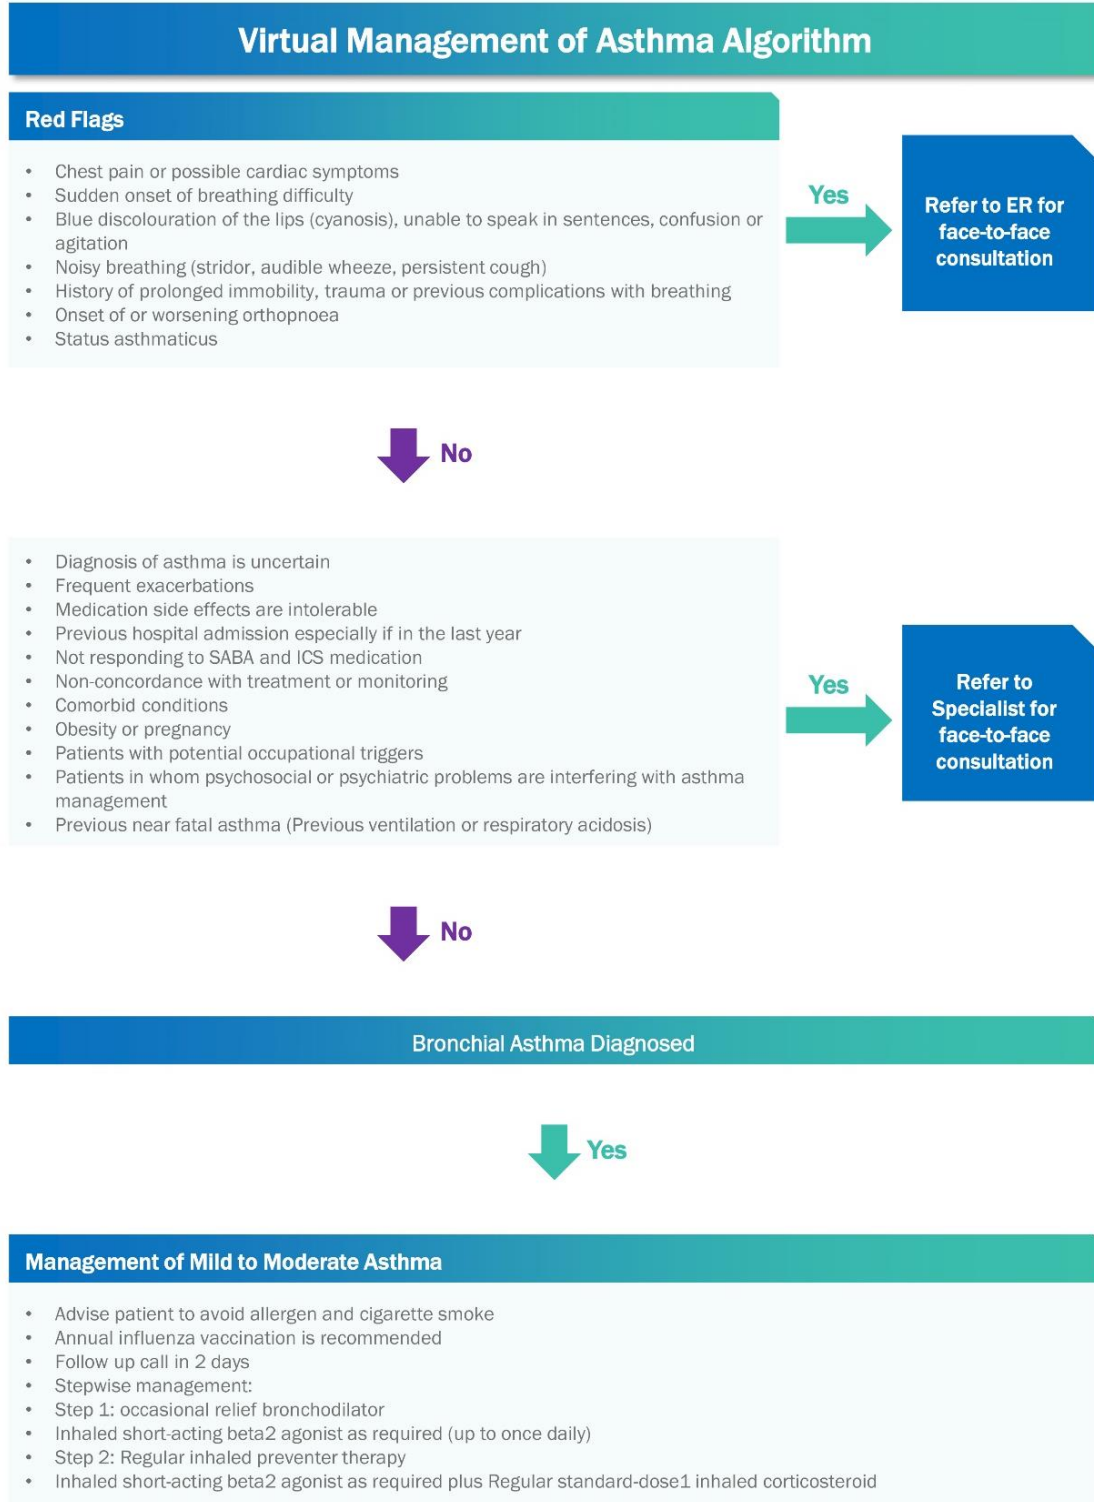 Virtual Management of Asthma Algorithm
Red Flags
• Chest pain or possible cardiac symptoms
• Sudden onset of breathing difficulty
• Blue discolouration of the lips (cyanosis), unable to speak in sentences, confusion or
agitation
• Noisy breathing (stridor, audible wheeze, persistent cough)
• History of prolonged immobility, trauma or previous complications with breathing
• Onset of or worsening orthopnoea
• Status asthmaticus
Yes
Refer to ER for
face-to-face
consultation
No
• Diagnosis of asthma is uncertain
• Frequent exacerbations
• Medication side effects are intolerable
• Previous hospital admission especially if in the last year
• Not responding to SABA and ICS medication
• Non-concordance with treatment or monitoring
• Comorbid conditions
• Obesity or pregnancy
• Patients with potential occupational triggers
• Patients in whom psychosocial or psychiatric problems are interfering with asthma
management
• Previous near fatal asthma (Previous ventilation or respiratory acidosis)
Yes
Refer to
Specialist for
face-to-face
consultation
No
Bronchial Asthma Diagnosed
Yes
Management of Mild to Moderate Asthma
• Advise patient to avoid allergen and cigarette smoke
• Annual influenza vaccination is recommended
• Follow up call in 2 days
• Stepwise management:
• Step 1: occasional relief bronchodilator
• Inhaled short-acting beta2 agonist as required (up to once daily)
• Step 2: Regular inhaled preventer therapy
• Inhaled short-acting beta2 agonist as required plus Regular standard-dose1 inhaled corticosteroid